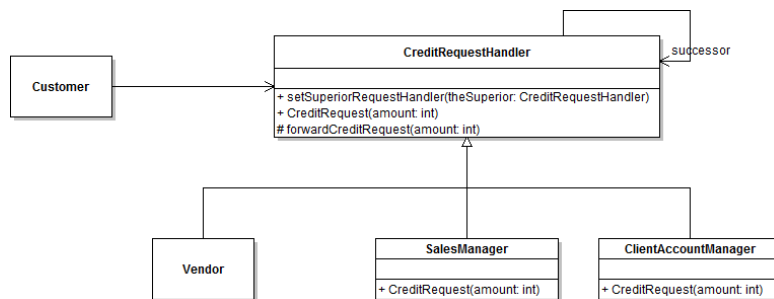 CreditRequestHandler
successor
Customer
+ setSuperiorRequestHandler(theSuperior: CreditRequestHandler)
+ CreditRequest(amount: int)
# forwardCreditRequest(amount: int)
Vendor
SalesManager
+ CreditRequest(amount: int)
ClientAccountManager
+ CreditRequest(amount: int)